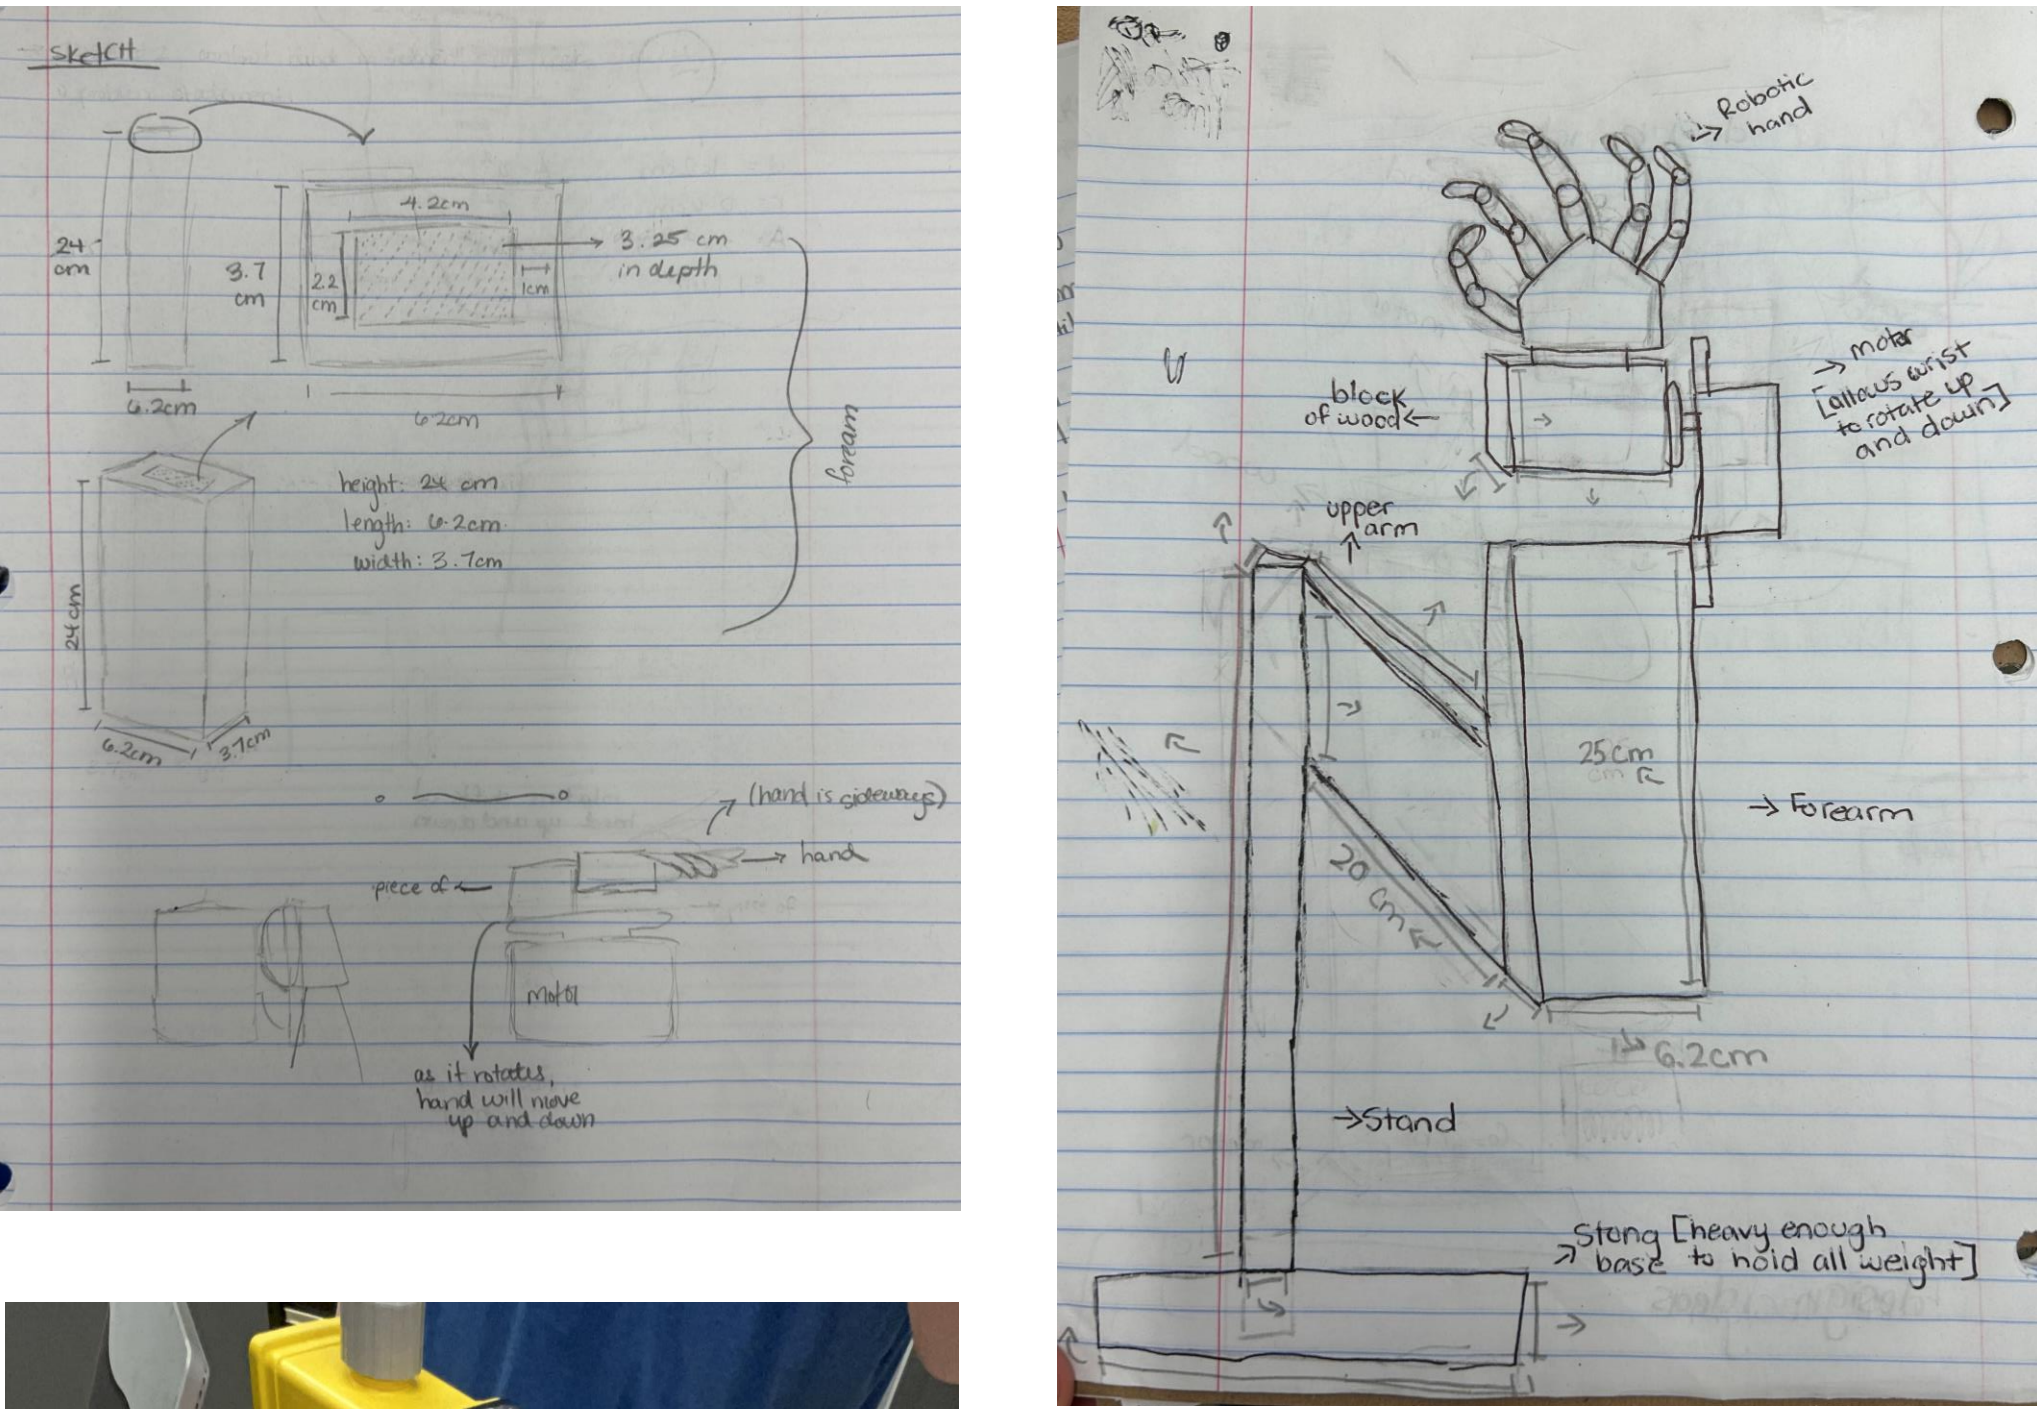 SKETCH
24
cm
6.2cm
4.2cm
3.7
cm
2.2
cm
1cm
3.25 cm
in depth
6.2cm
forearm
height: 24 cm
length: 6.2cm.
width: 3.7cm
24cm
6.2cm
3.7cm
(hand is sideways)
hand
piece of
motor
as it rotates,
hand will move
up and down
Robotic
hand
motor
[allows wrist
to rotate up
and down]
block
of wood
upper
arm
25cm
cm
Forearm
20 cm
6.2cm
Stand
Stong [heavy enough
base to hold all weight]